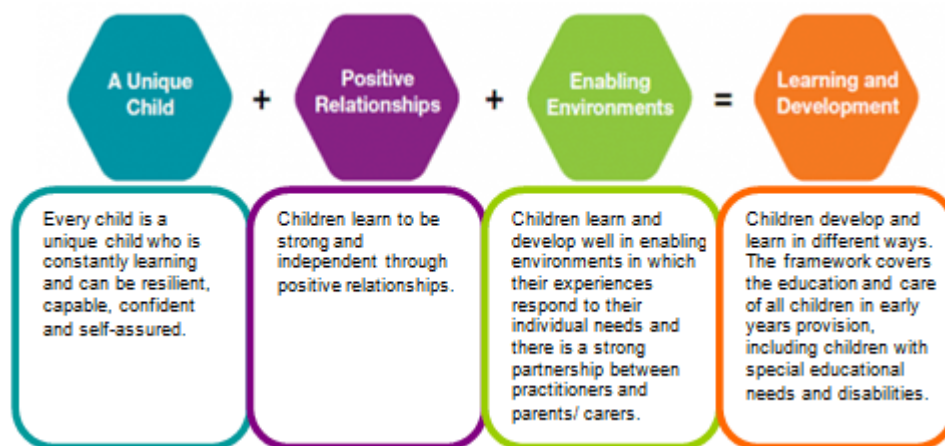 A Unique
Child
+
Positive
Relationships
+
Enabling
Environments
=
Learning and
Development
Every child is a
unique child who is
constantly learning
and can be resilient,
capable, confident
and self-assured.
Children learn to be
strong and
independent through
positive relationships.
Children learn and
develop well in enabling
environments in which
their experiences
respond to their
individual needs and
there is a strong
partnership between
practitioners and
parents/ carers.
Children develop and
learn in different ways.
The framework covers
the education and care
of all children in early
years provision,
including children with
special educational
needs and disabilities.